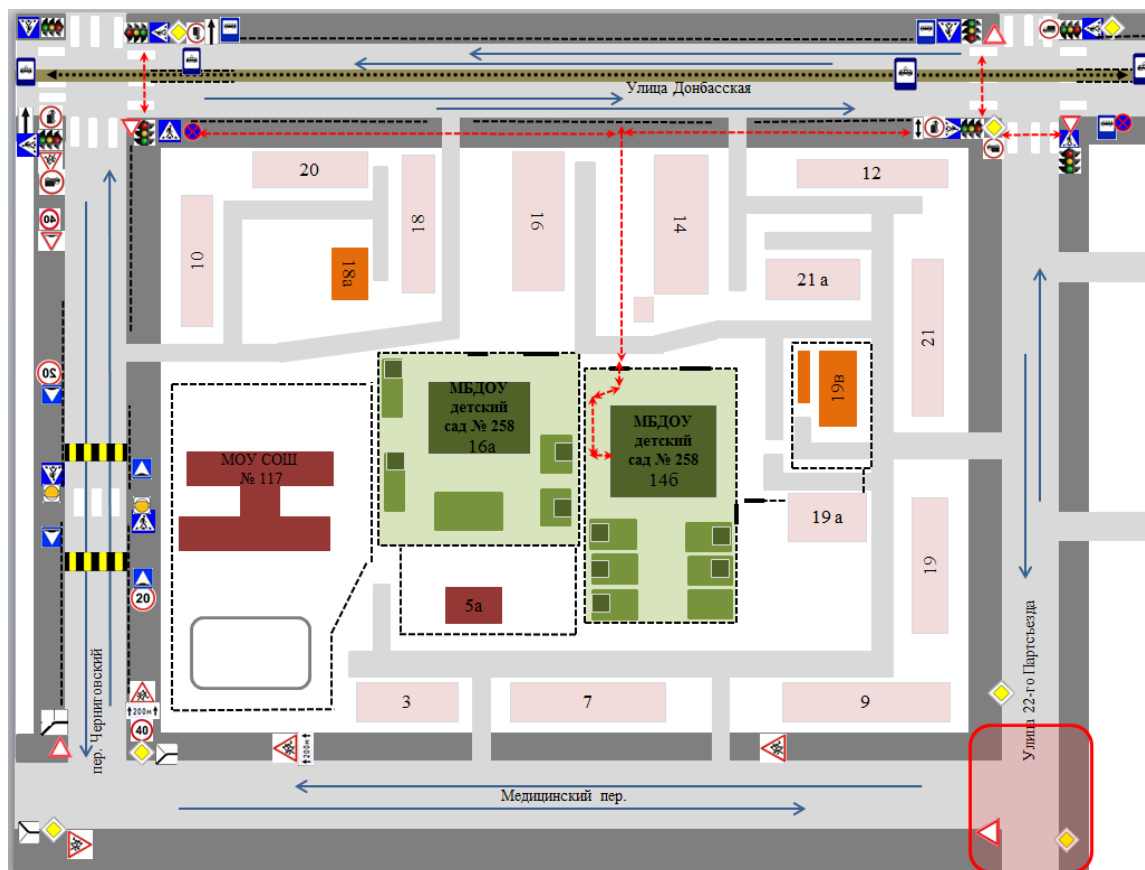 Улица Донбасская
40
20
18
16
14
12
10
18а
21 а
21
20
19в
МБДОУ
детский
сад № 258
16а
МБДОУ
детский
сад № 258
14б
МОУ СОШ
№ 117
19 а
19
20
5а
пер. Черниговский
Улица 22-го Партсъезда
200м
40
3
7
9
200м
Медицинский пер.